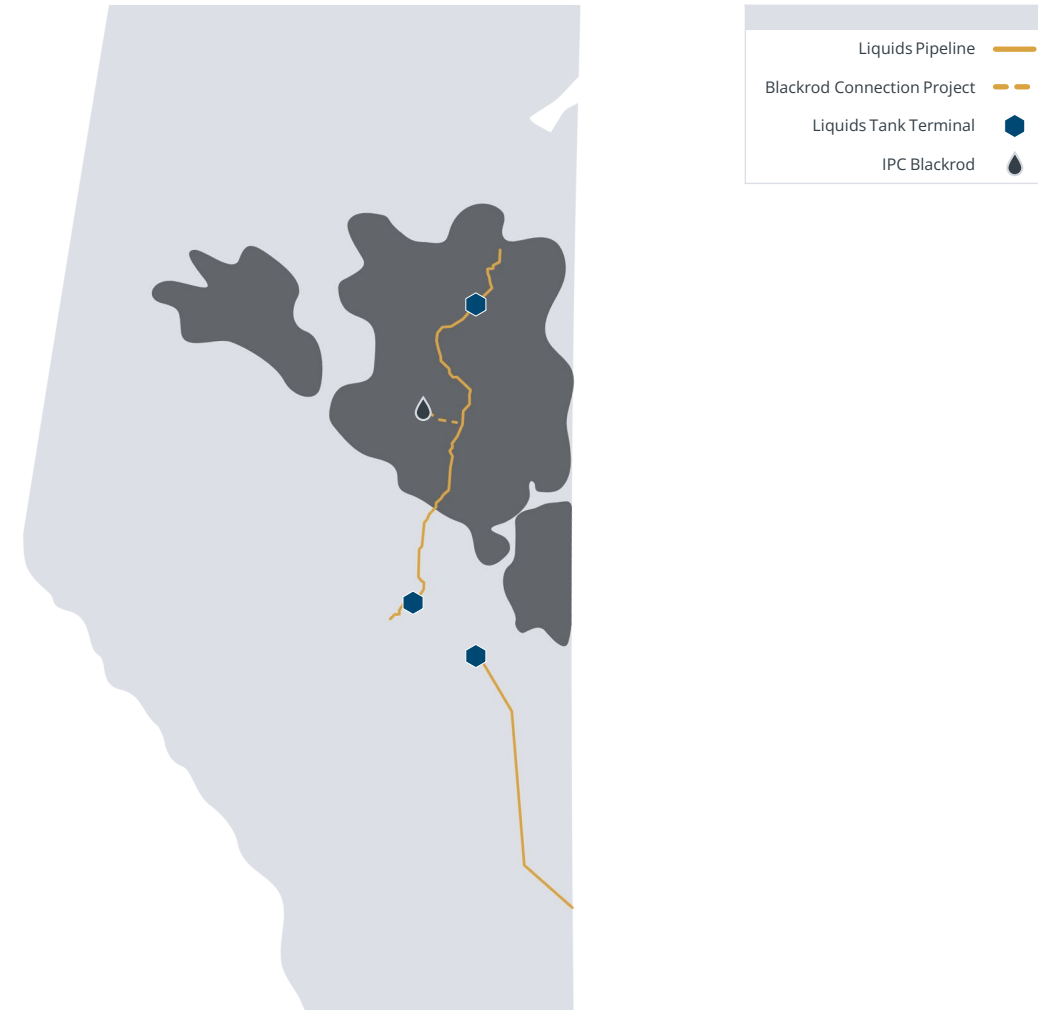 Liquids Pipeline
Blackrod Connection Project
Liquids Tank Terminal
IPC Blackrod